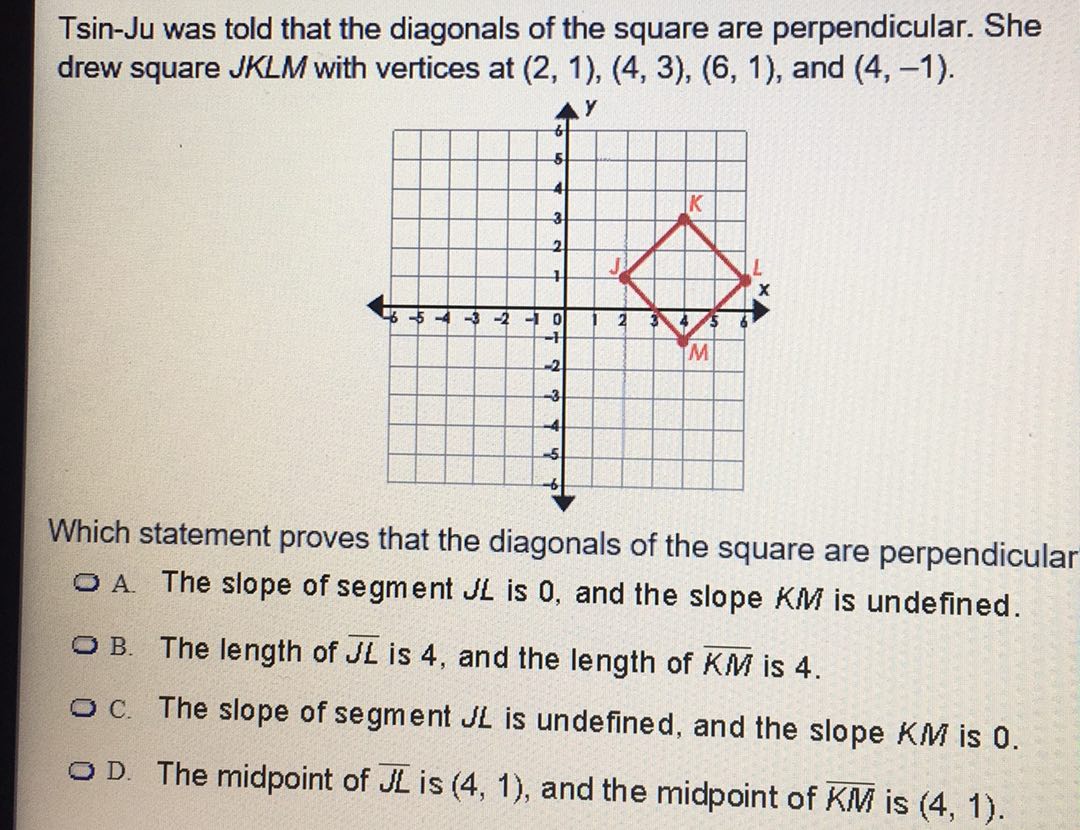 Tsin-Ju was told that the diagonals of the square are perpendicular. She
drew square JKLM with vertices at (2, 1), (4, 3), (6, 1), and (4, –1).
y
6
5
4
3
2
1
K
J
L
x
-6 -5 -4 -3 -2 -1 0 1 2 3 4 5 6
-1
M
-2
-3
-4
-5
-6
Which statement proves that the diagonals of the square are perpendicular
A. The slope of segment JL is 0, and the slope KM is undefined.
B. The length of JL is 4, and the length of KM is 4.
C. The slope of segment JL is undefined, and the slope KM is 0.
D. The midpoint of JL is (4, 1), and the midpoint of KM is (4, 1).